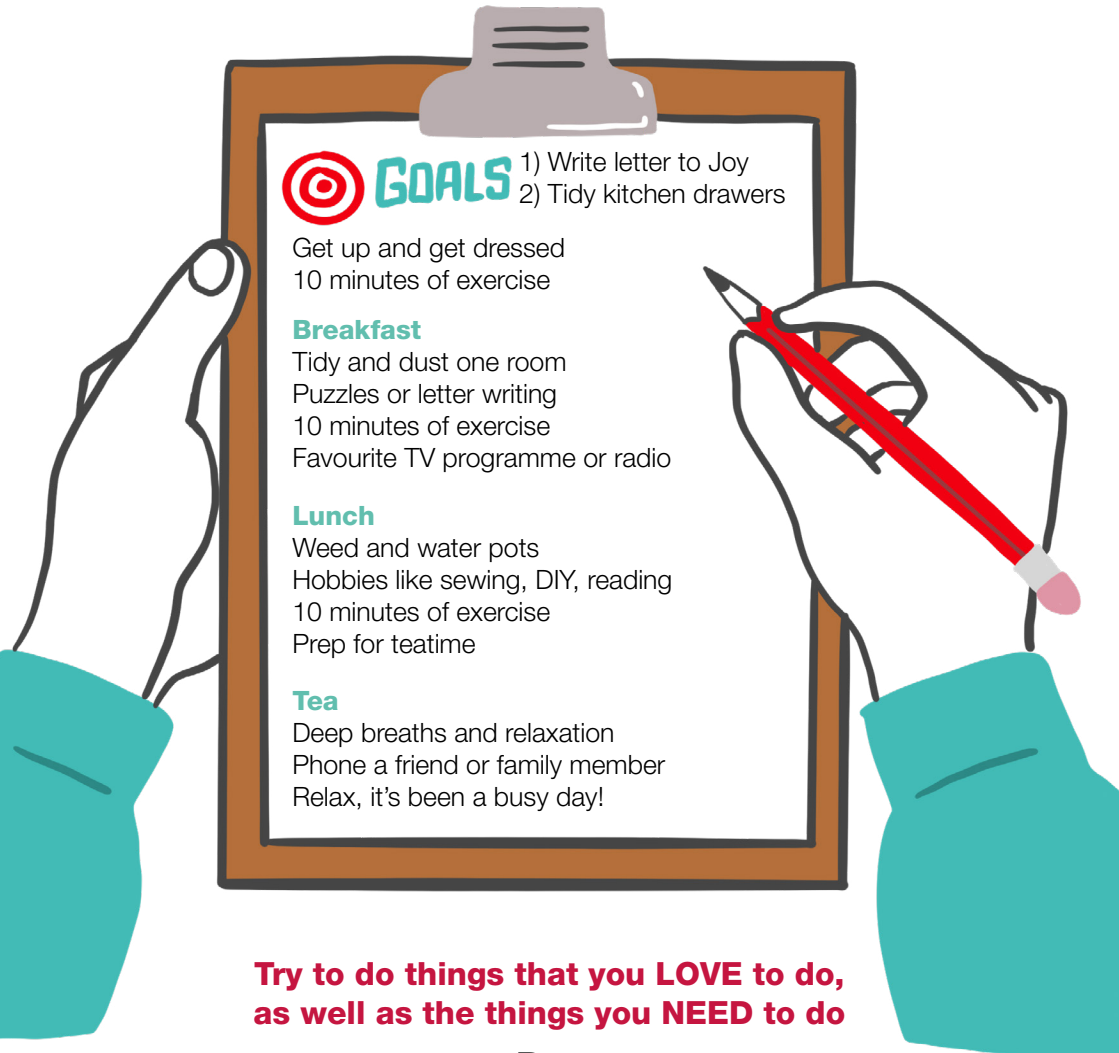 GOALS 1) Write letter to Joy
2) Tidy kitchen drawers
Get up and get dressed
10 minutes of exercise
Breakfast
Tidy and dust one room
Puzzles or letter writing
10 minutes of exercise
Favourite TV programme or radio
Lunch
Weed and water pots
Hobbies like sewing, DIY, reading
10 minutes of exercise
Prep for teatime
Tea
Deep breaths and relaxation
Phone a friend or family member
Relax, it's been a busy day!
Try to do things that you LOVE to do,
as well as the things you NEED to do